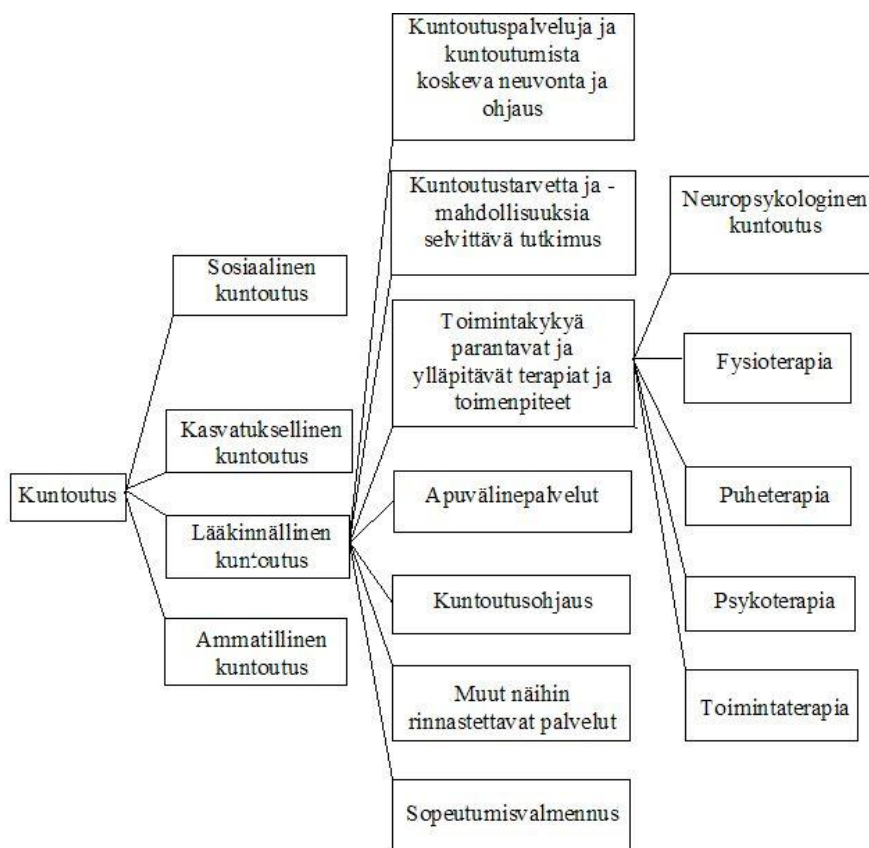 Kuntoutus
Sosiaalinen
kuntoutus
Kasvatuksellinen
kuntoutus
Lääkinnällinen
kuntoutus
Ammatillinen
kuntoutus
Kuntoutuspalveluja ja
kuntoutumista
koskeva neuvonta ja
ohjaus
Kuntoutustarvetta ja -
mahdollisuuksia
selvittävä tutkimus
Toimintakykyä
parantavat ja
ylläpitävät terapiat ja
toimenpiteet
Apuvälinepalvelut
Kuntoutusohjaus
Muut näihin
rinnastettavat palvelut
Sopeutumisvalmennus
Neuropsykologinen
kuntoutus
Fysioterapia
Puheterapia
Psykoterapia
Toimintaterapia